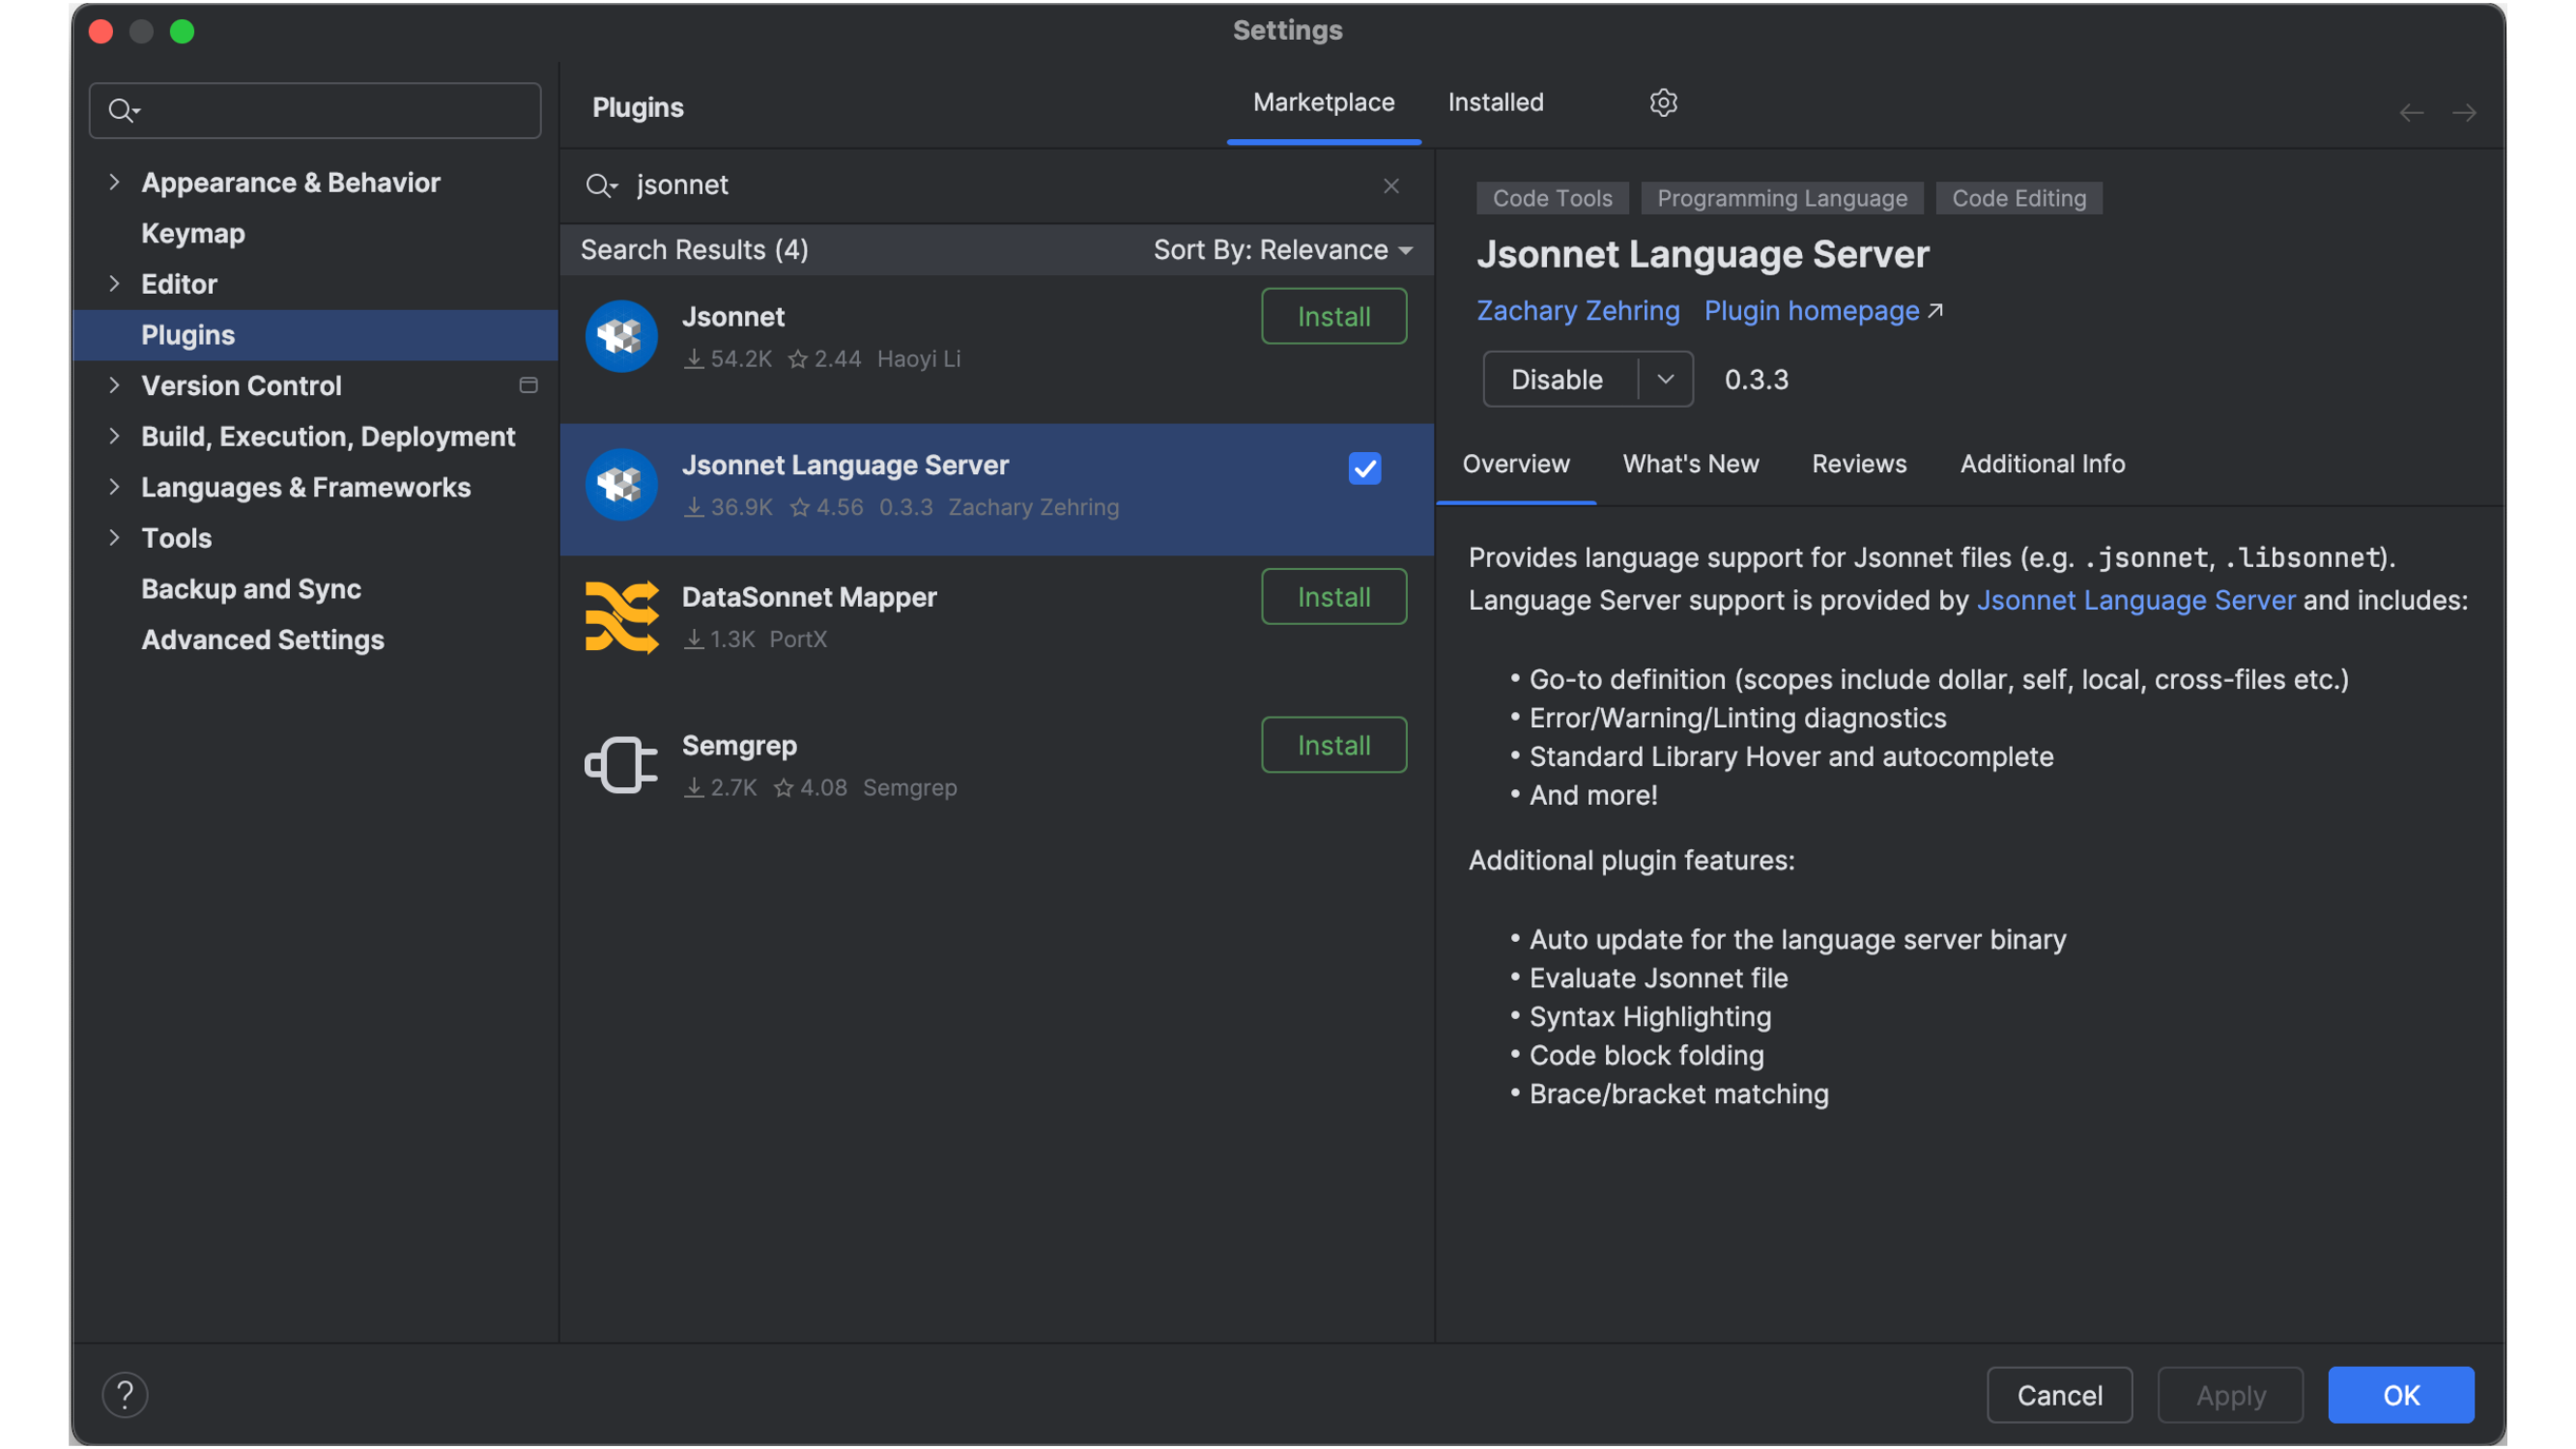 Settings
Appearance & Behavior
Keymap
Editor
Plugins
Version Control
Build, Execution, Deployment
Languages & Frameworks
Tools
Backup and Sync
Advanced Settings
Plugins
Marketplace
Installed
jsonnet
Search Results (4)
Sort By: Relevance
Jsonnet
54.2K 2.44 Haoyi Li
Install
Jsonnet Language Server
36.9K 4.56 0.3.3 Zachary Zehring
DataSonnet Mapper
1.3K PortX
Install
Semgrep
2.7K 4.08 Semgrep
Install
Code Tools
Programming Language
Code Editing
Jsonnet Language Server
Zachary Zehring Plugin homepage ↗
Disable
0.3.3
Overview
What's New
Reviews
Additional Info
Provides language support for Jsonnet files (e.g. .jsonnet, .libsonnet).
Language Server support is provided by Jsonnet Language Server and includes:
• Go-to definition (scopes include dollar, self, local, cross-files etc.)
• Error/Warning/Linting diagnostics
• Standard Library Hover and autocomplete
• And more!
Additional plugin features:
• Auto update for the language server binary
• Evaluate Jsonnet file
• Syntax Highlighting
• Code block folding
• Brace/bracket matching
?
Cancel
Apply
OK